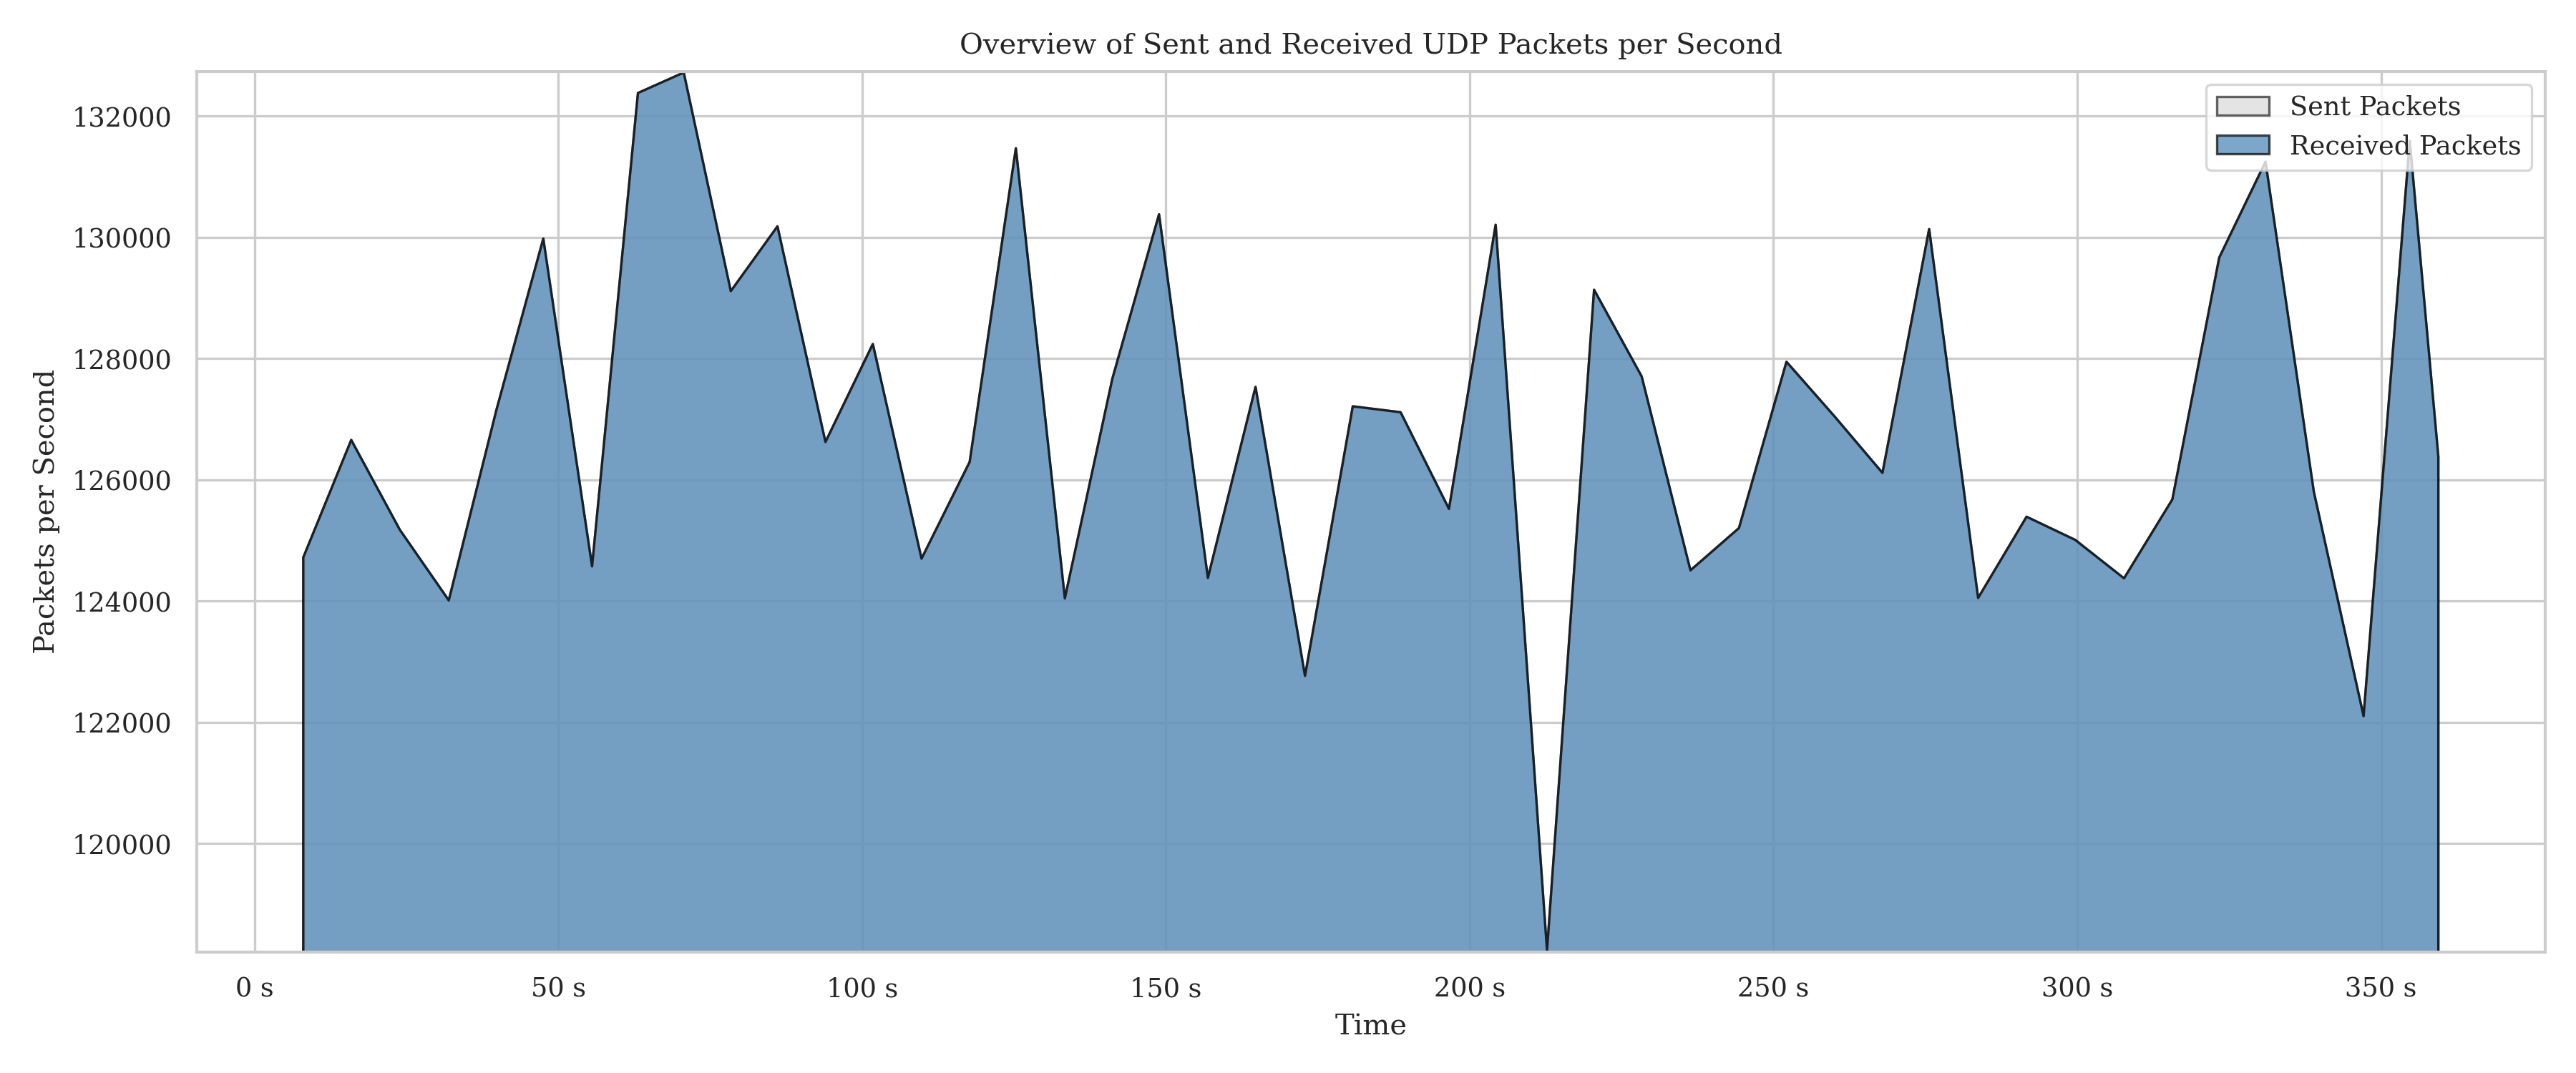 Overview of Sent and Received UDP Packets per Second
Sent Packets
Received Packets
Packets per Second
132000
130000
128000
126000
124000
122000
120000
0 s
50 s
100 s
150 s
200 s
250 s
300 s
350 s
Time